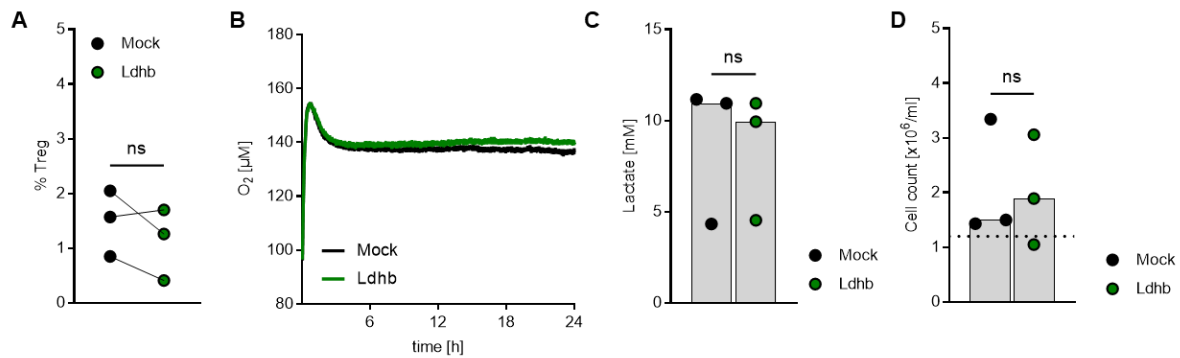 A
% Treg
5
4
3
2
1
0
Mock
Ldhb
ns
B
O2 [µM]
180
160
140
120
100
80
Mock
Ldhb
6
12
18
24
time [h]
C
Lactate [mM]
15
10
5
0
ns
Mock
Ldhb
D
Cell count [x10^6/ml]
5
4
3
2
1
0
ns
Mock
Ldhb